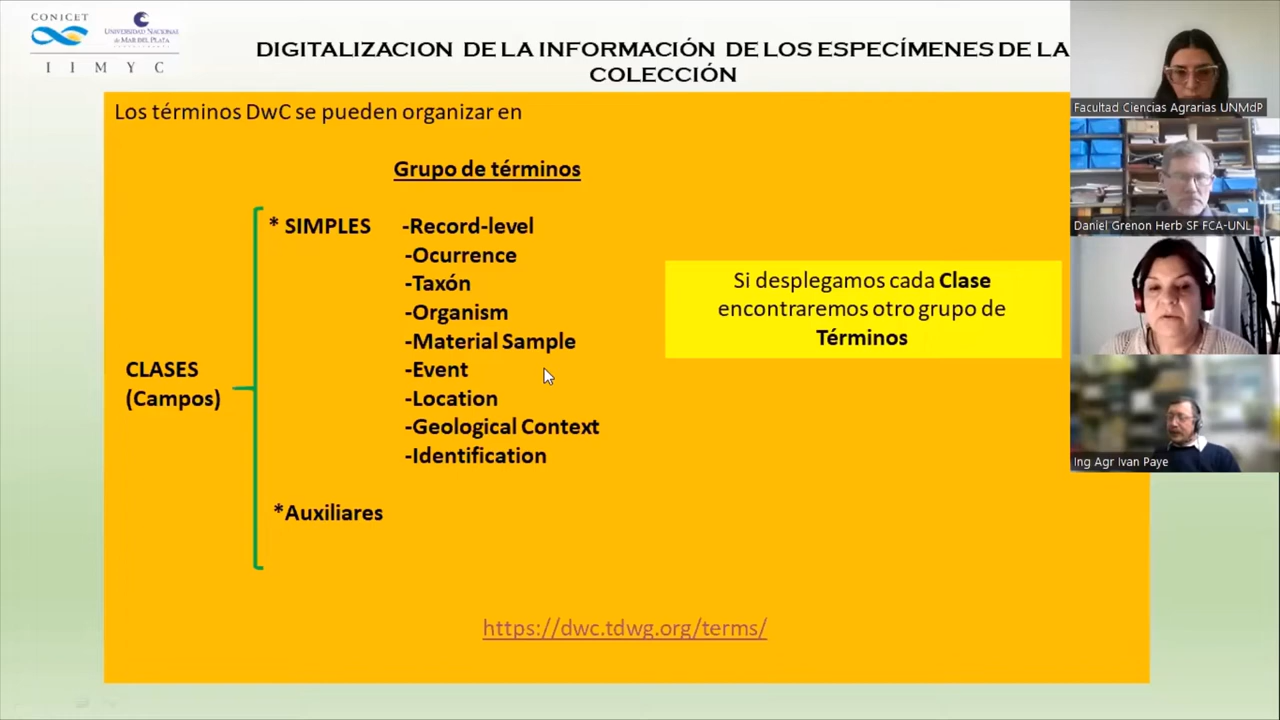 CONICET
UNIVERSIDAD NACIONAL
DE MAR DEL PLATA
I I M Y C
DIGITALIZACION DE LA INFORMACIÓN DE LOS ESPECÍMENES DE LA
COLECCIÓN
Los términos DwC se pueden organizar en
Grupo de términos
* SIMPLES -Record-level
-Ocurrence
-Taxón
-Organism
-Material Sample
-Event
-Location
-Geological Context
-Identification
CLASES
(Campos)
*Auxiliares
Si desplegamos cada Clase
encontraremos otro grupo de
Términos
https://dwc.tdwg.org/terms/
Facultad Ciencias Agrarias UNMdP
Daniel Grenon Herb SF FCA-UNL
Ing Agr Ivan Paye